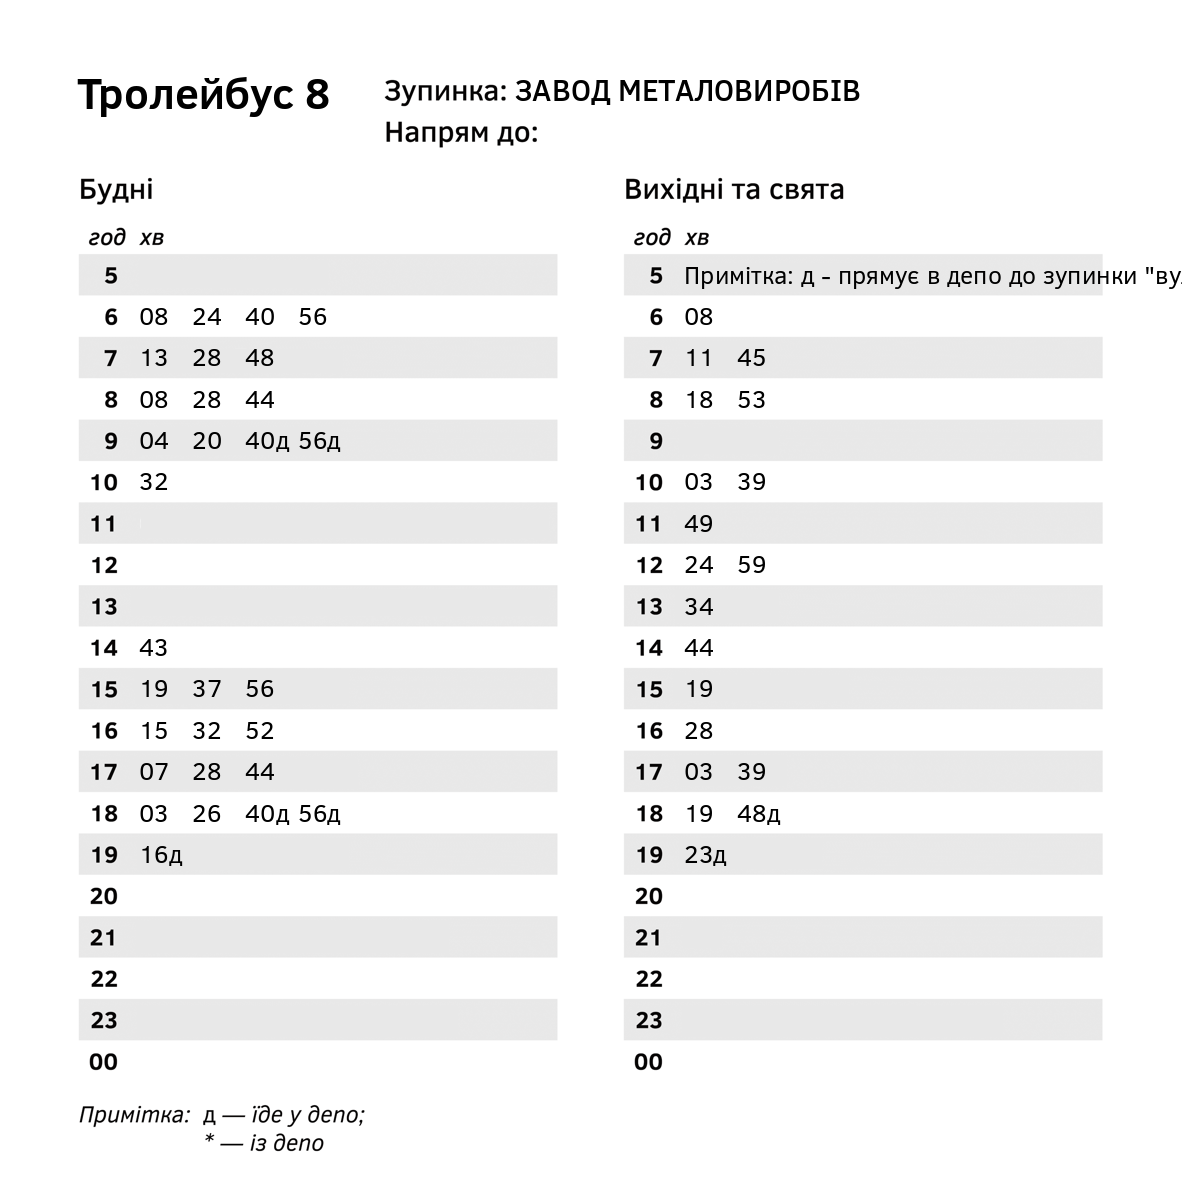 Тролейбус 8
Зупинка: ЗАВОД МЕТАЛОВИРОБІВ
Напрям до:
Будні
год хв
5
6 08 24 40 56
7 13 28 48
8 08 28 44
9 04 20 40д 56д
10 32
11
12
13
14 43
15 19 37 56
16 15 32 52
17 07 28 44
18 03 26 40д 56д
19 16д
20
21
22
23
00
Вихідні та свята
год хв
5 Примітка: д - прямує в депо до зупинки
6 08
7 11 45
8 18 53
9
10 03 39
11 49
12 24 59
13 34
14 44
15 19
16 28
17 03 39
18 19 48д
19 23д
20
21
22
23
00
Примітка: д — їде у депо;
* — із депо